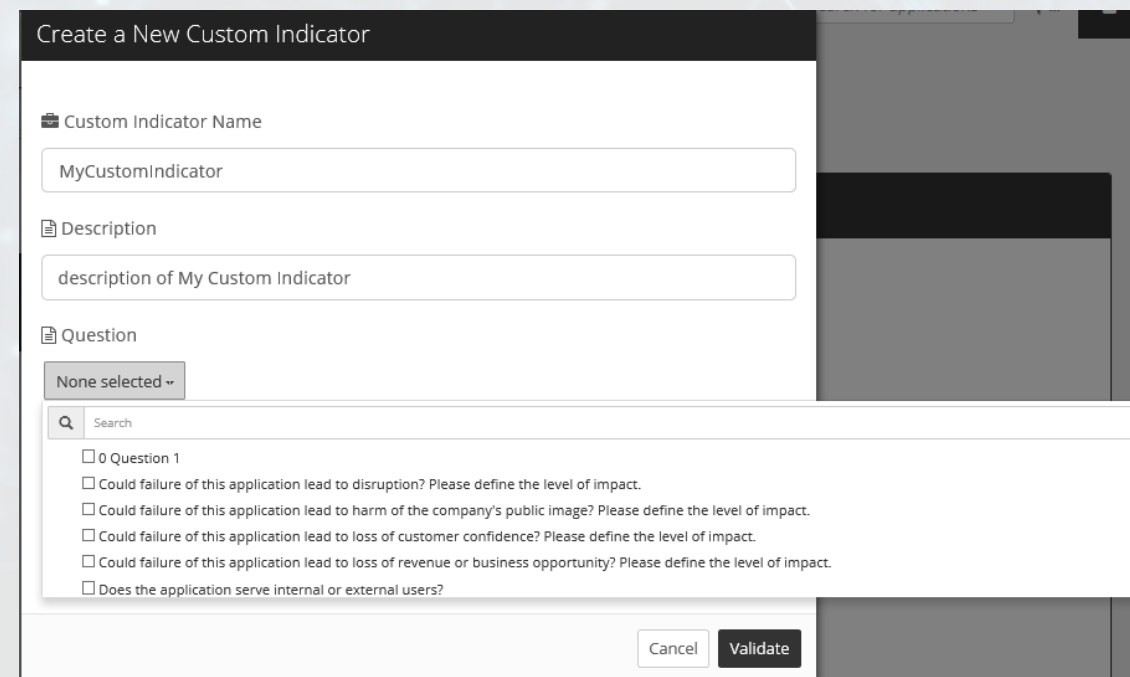 Create a New Custom Indicator
Custom Indicator Name
MyCustomIndicator
Description
description of My Custom Indicator
Question
None selected
Search
0 Question 1
Could failure of this application lead to disruption? Please define the level of impact.
Could failure of this application lead to harm of the company's public image? Please define the level of impact.
Could failure of this application lead to loss of customer confidence? Please define the level of impact.
Could failure of this application lead to loss of revenue or business opportunity? Please define the level of impact.
Does the application serve internal or external users?
Cancel Validate